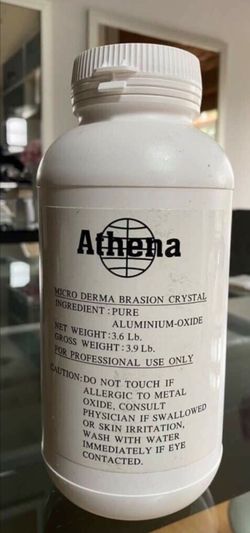 Athena
MICRO DERMA BRASION CRYSTAL
INGREDIENT : PURE
ALUMINIUM-OXIDE
NET WEIGHT:3.6 Lb.
GROSS WEIGHT:3.9 Lb.
FOR PROFESSIONAL USE ONLY
CAUTION:DO NOT TOUCH IF
ALLERGIC TO METAL
OXIDE, CONSULT
PHYSICIAN IF SWALLOWED
OR SKIN IRRITATION,
WASH WITH WATER
IMMEDIATELY IF EYE
CONTACTED.